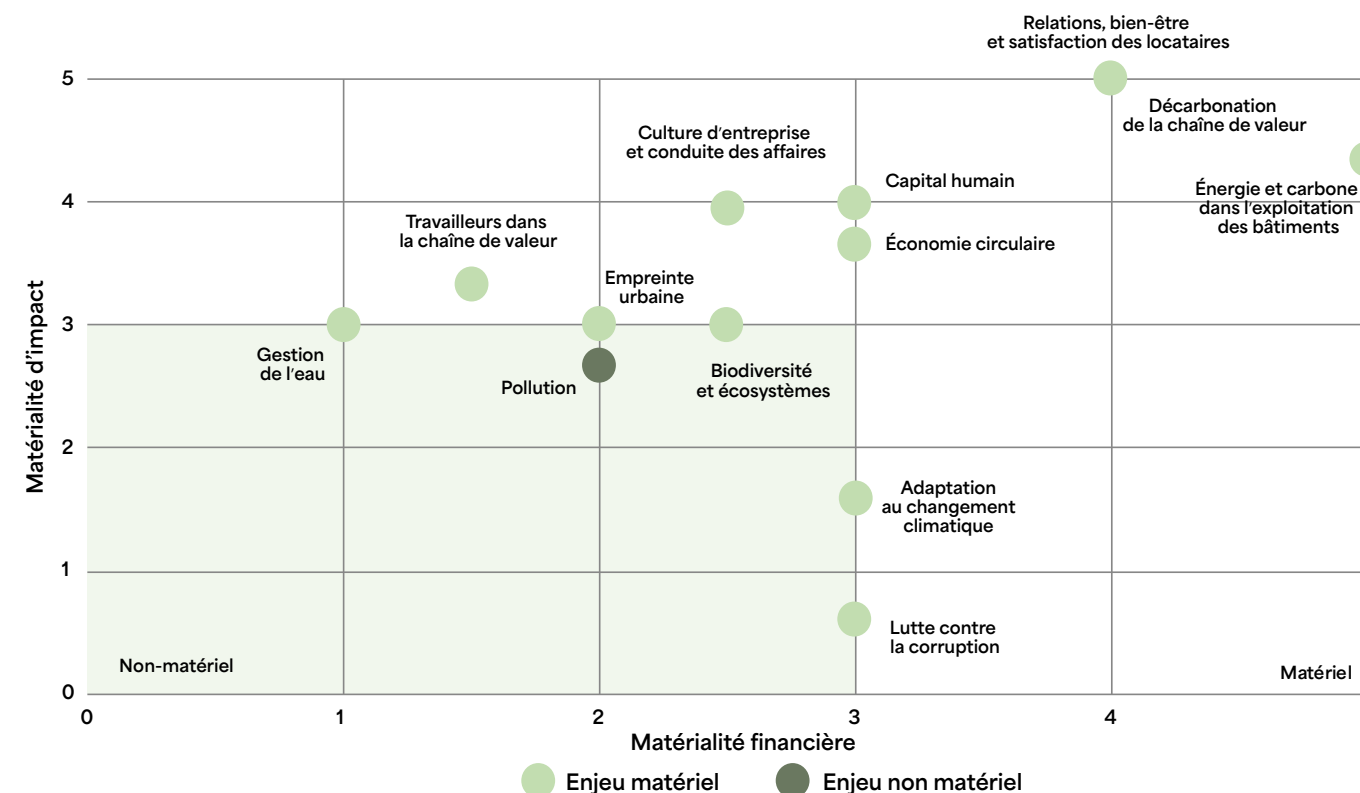 Relations, bien-être
et satisfaction des locataires
5
Décarbonation
de la chaîne de valeur
Culture d'entreprise
et conduite des affaires
Capital humain
Énergie et carbone
dans l'exploitation
des bâtiments
4
Travailleurs dans
la chaîne de valeur
Économie circulaire
Empreinte
urbaine
Matérialité d'impact
3
Gestion
de l'eau
Pollution
Biodiversité
et écosystèmes
2
Adaptation
au changement
climatique
1
Lutte contre
la corruption
Non-matériel
Matériel
0
0
1
2
3
4
Matérialité financière
Enjeu matériel
Enjeu non matériel